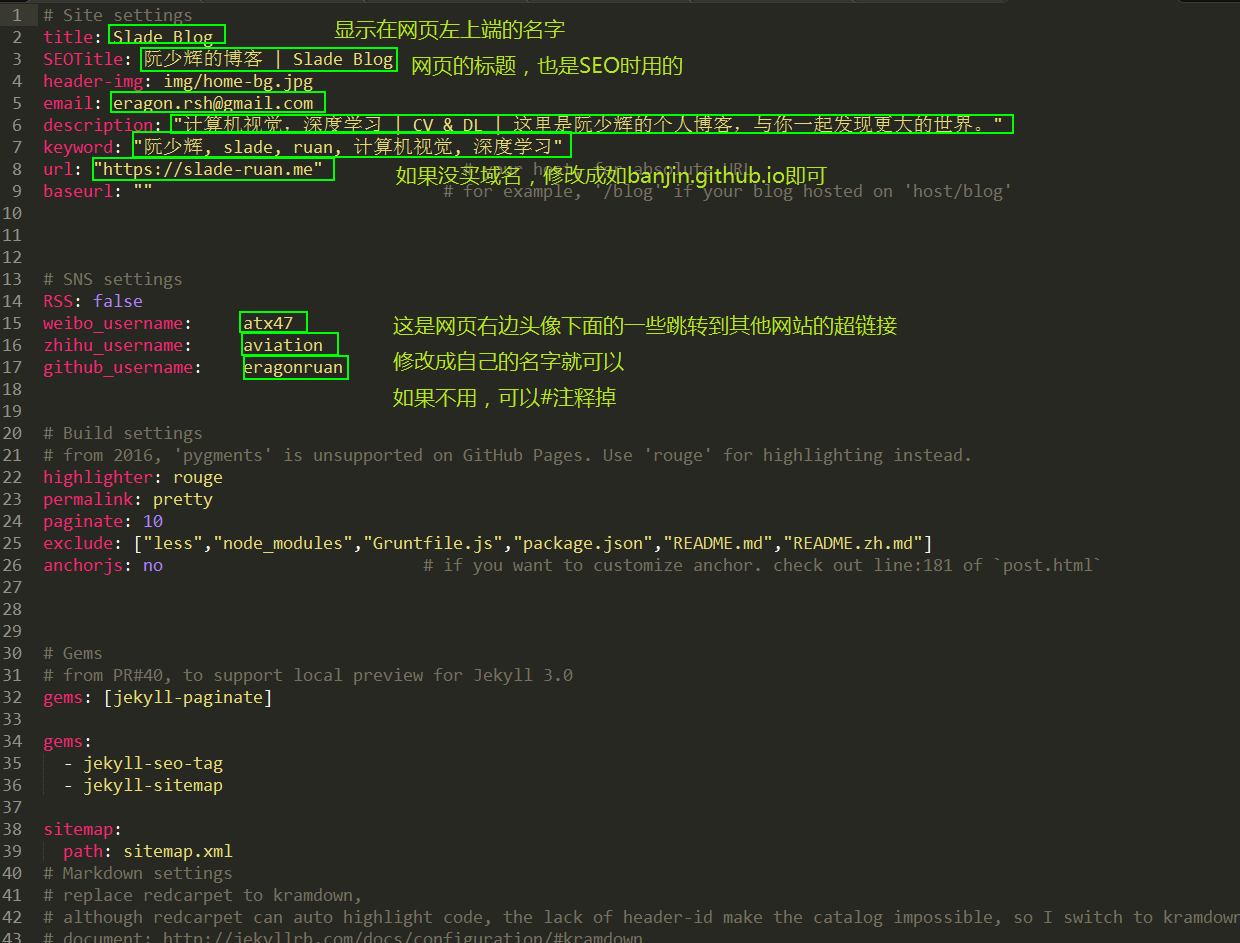 1 # Site settings
2 title: Slade Blog 显示在网页左上端的名字
3 SEOTitle: 阮少辉的博客 | Slade Blog 网页的标题，也是SEO时用的
4 header-img: img/home-bg.jpg
5 email: eragon.rsh@gmail.com
6 description: "计算机视觉，深度学习 | CV & DL | 这里是阮少辉的个人博客，与你一起发现更大的世界。"
7 keyword: "阮少辉, slade, ruan, 计算机视觉, 深度学习"
8 url: "https://slade-ruan.me" # your host, for absolute URL
如果没买域名，修改成如banjin.github.io即可
9 baseurl: "" # for example, '/blog' if your blog hosted on 'host/blog'
10
11
12
13 # SNS settings
14 RSS: false
15 weibo_username: atx47 这是网页右边头像下面的一些跳转到其他网站的超链接
16 zhihu_username: aviation 修改成自己的名字就可以
17 github_username: eragonruan
18 如果不用，可以#注释掉
19
20 # Build settings
21 # from 2016, 'pygments' is unsupported on GitHub Pages. Use 'rouge' for highlighting instead.
22 highlighter: rouge
23 permalink: pretty
24 paginate: 10
25 exclude: ["less","node_modules","Gruntfile.js","package.json","README.md","README.zh.md"]
26 anchorjs: no # if you want to customize anchor. check out line:181 of `post.html`
27
28
29
30 # Gems
31 # from PR#40, to support local preview for Jekyll 3.0
32 gems: [jekyll-paginate]
33
34 gems:
35 - jekyll-seo-tag
36 - jekyll-sitemap
37
38 sitemap:
39 path: sitemap.xml
40 # Markdown settings
41 # replace redcarpet to kramdown,
42 # although redcarpet can auto highlight code, the lack of header-id make the catalog impossible, so I switch to kramdown
43 # document: http://jekyllrb.com/docs/configuration/#kramdown